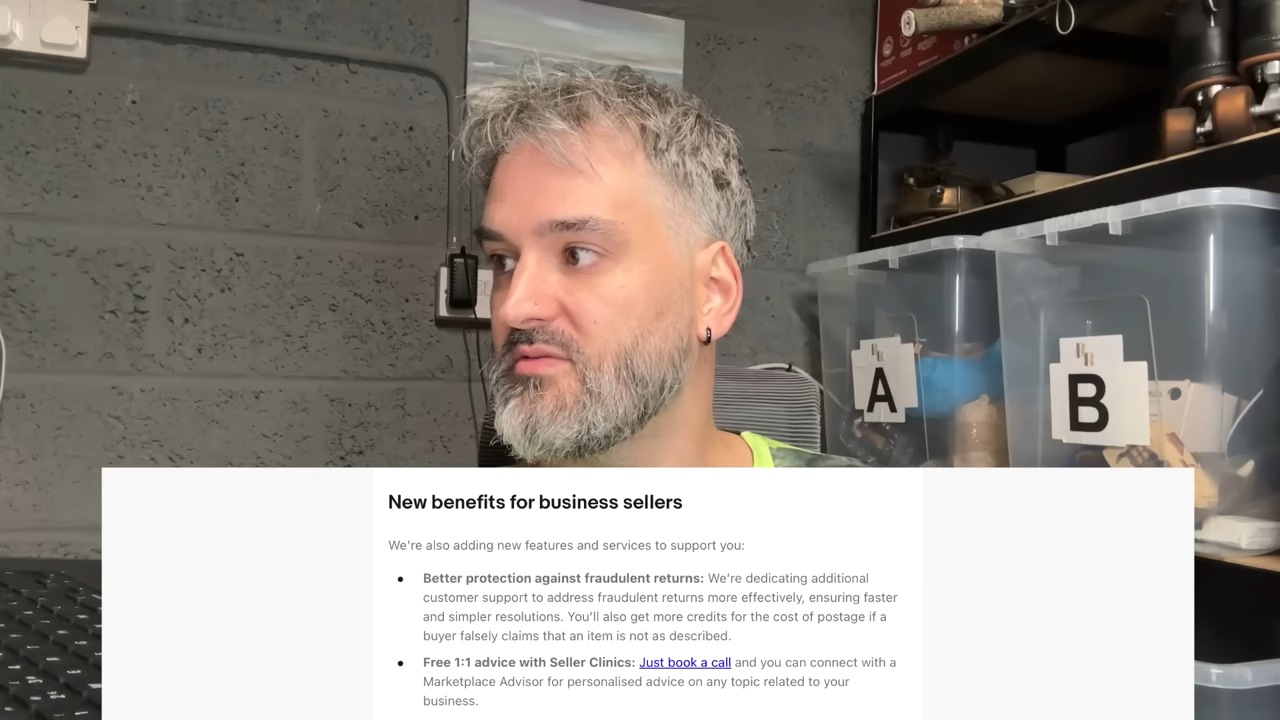 A
B
New benefits for business sellers
We’re also adding new features and services to support you:
• Better protection against fraudulent returns: We’re dedicating additional
customer support to address fraudulent returns more effectively, ensuring faster
and simpler resolutions. You’ll also get more credits for the cost of postage if a
buyer falsely claims that an item is not as described.
• Free 1:1 advice with Seller Clinics: Just book a call and you can connect with a
Marketplace Advisor for personalised advice on any topic related to your
business.